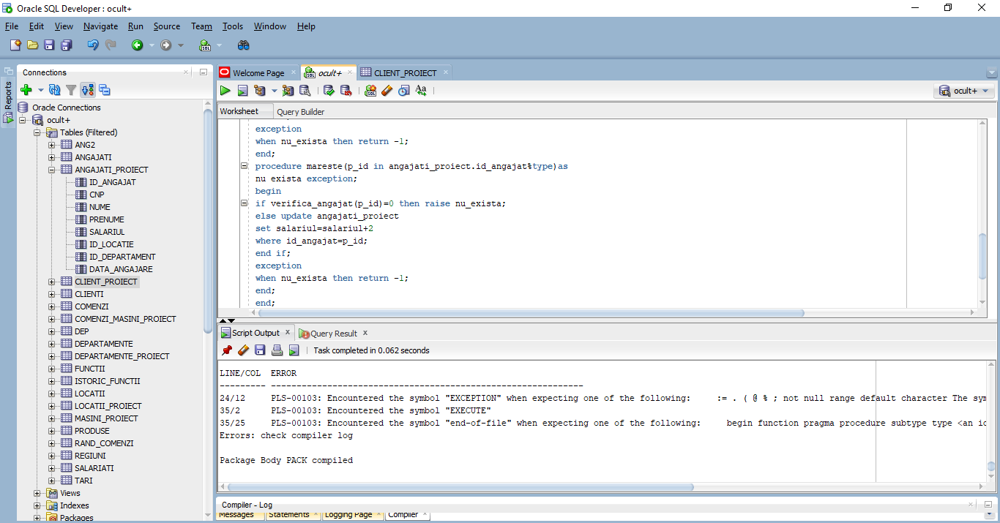 Oracle SQL Developer : ocult+
File Edit View Navigate Run Source Team Tools Window Help
Reports
Connections
Oracle Connections
ocult+
Tables (Filtered)
ANG2
ANGAJATI
ANGAJATI_PROIECT
ID_ANGAJAT
CNP
NUME
PRENUME
SALARIUL
ID_LOCATIE
ID_DEPARTAMENT
DATA_ANGAJARE
CLIENT_PROIECT
CLIENTI
COMENZI
COMENZI_MASINI_PROIECT
DEP
DEPARTAMENTE
DEPARTAMENTE_PROIECT
FUNCTII
ISTORIC_FUNCTII
LOCATII
LOCATII_PROIECT
MASINI_PROIECT
PRODUSE
RAND_COMENZI
REGIUNI
SALARIATI
TARI
Views
Indexes
Packages
Welcome Page ocult+ CLIENT_PROIECT
ocult+
Worksheet Query Builder
exception
when nu_exista then return -1;
end;
procedure mareste(p_id in angajati_proiect.id_angajat%type)as
nu exista exception;
begin
if verifica_angajat(p_id)=0 then raise nu_exista;
else update angajati_proiect
set salariul=salariul+2
where id_angajat=p_id;
end if;
exception
when nu_exista then return -1;
end;
end;
Script Output Query Result
Task completed in 0.062 seconds
LINE/COL ERROR
--------- -------------------------------------------------------------
24/12 PLS-00103: Encountered the symbol "EXCEPTION" when expecting one of the following: := . ( @ % ; not null range default character The sym
35/2 PLS-00103: Encountered the symbol "EXECUTE"
35/25 PLS-00103: Encountered the symbol "end-of-file" when expecting one of the following: begin function pragma procedure subtype type <an id
Errors: check compiler log
Package Body PACK compiled
Compiler - Log
Messages Statements Logging Page Compiler